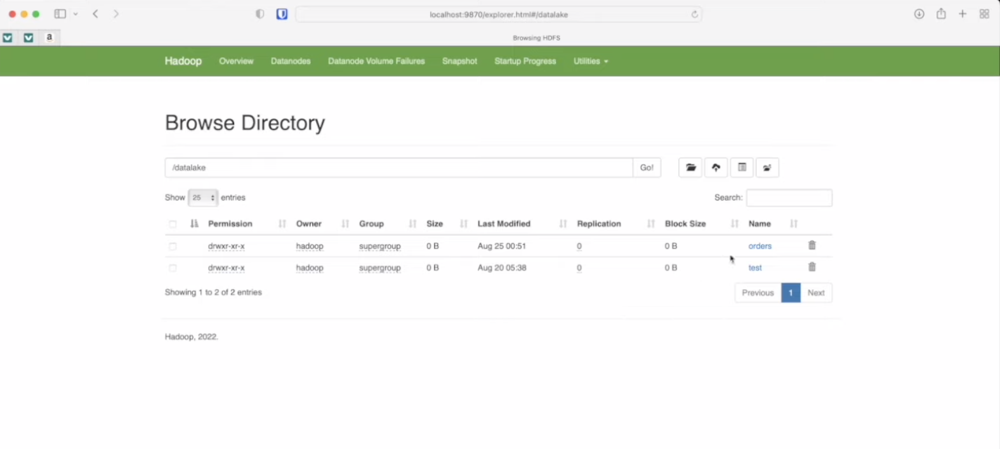 localhost:9870/explorer.html#/datalake
a
Browsing HDFS
Hadoop Overview Datanodes Datanode Volume Failures Snapshot Startup Progress Utilities
Browse Directory
/datalake Go!
Show 25 entries Search:
Permission Owner Group Size Last Modified Replication Block Size Name
drwxr-xr-x hadoop supergroup 0 B Aug 25 00:51 0 0 B orders
drwxr-xr-x hadoop supergroup 0 B Aug 20 05:38 0 0 B test
Showing 1 to 2 of 2 entries Previous 1 Next
Hadoop, 2022.